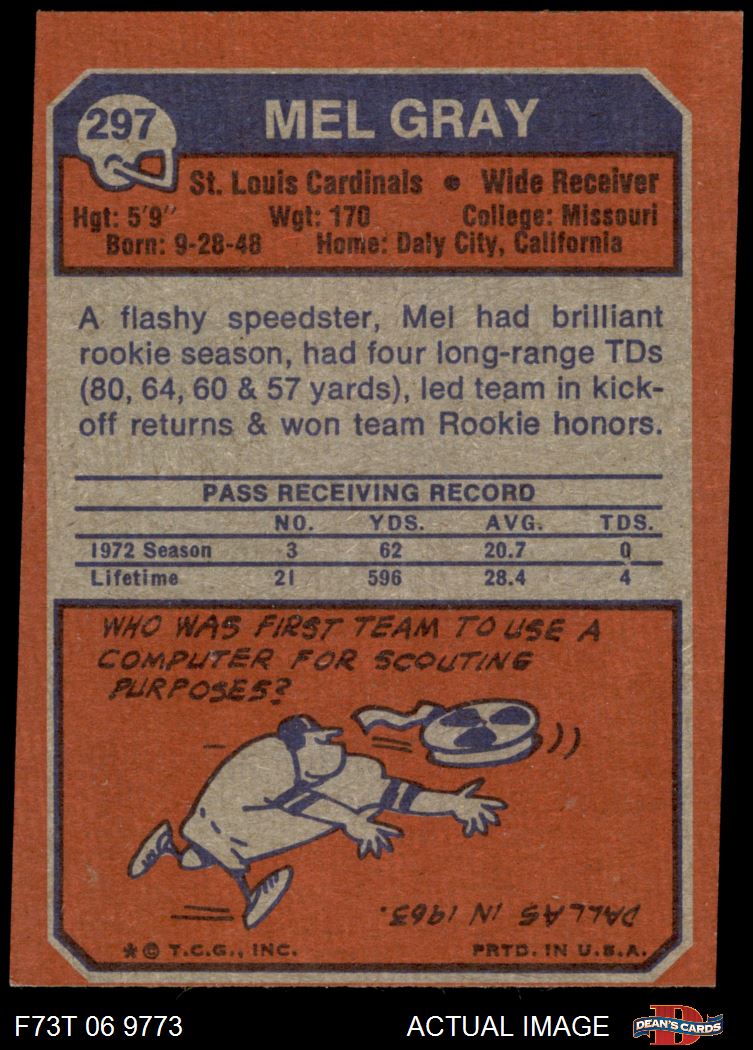 297 MEL GRAY
St. Louis Cardinals • Wide Receiver
Hgt: 5'9" Wgt: 170 College: Missouri
Born: 9-28-48 Home: Daly City, California
A flashy speedster, Mel had brilliant
rookie season, had four long-range TDs
(80, 64, 60 & 57 yards), led team in kick-
off returns & won team Rookie honors.
PASS RECEIVING RECORD
NO. YDS. AVG. TDS.
1972 Season 3 62 20.7 0
Lifetime 21 596 28.4 4
WHO WAS FIRST TEAM TO USE A
COMPUTER FOR SCOUTING
PURPOSES?
DALLAS IN 1963.
* © T.C.G., INC. PRTD. IN U.S.A.
F73T 06 9773 ACTUAL IMAGE D DEAN'S CARDS